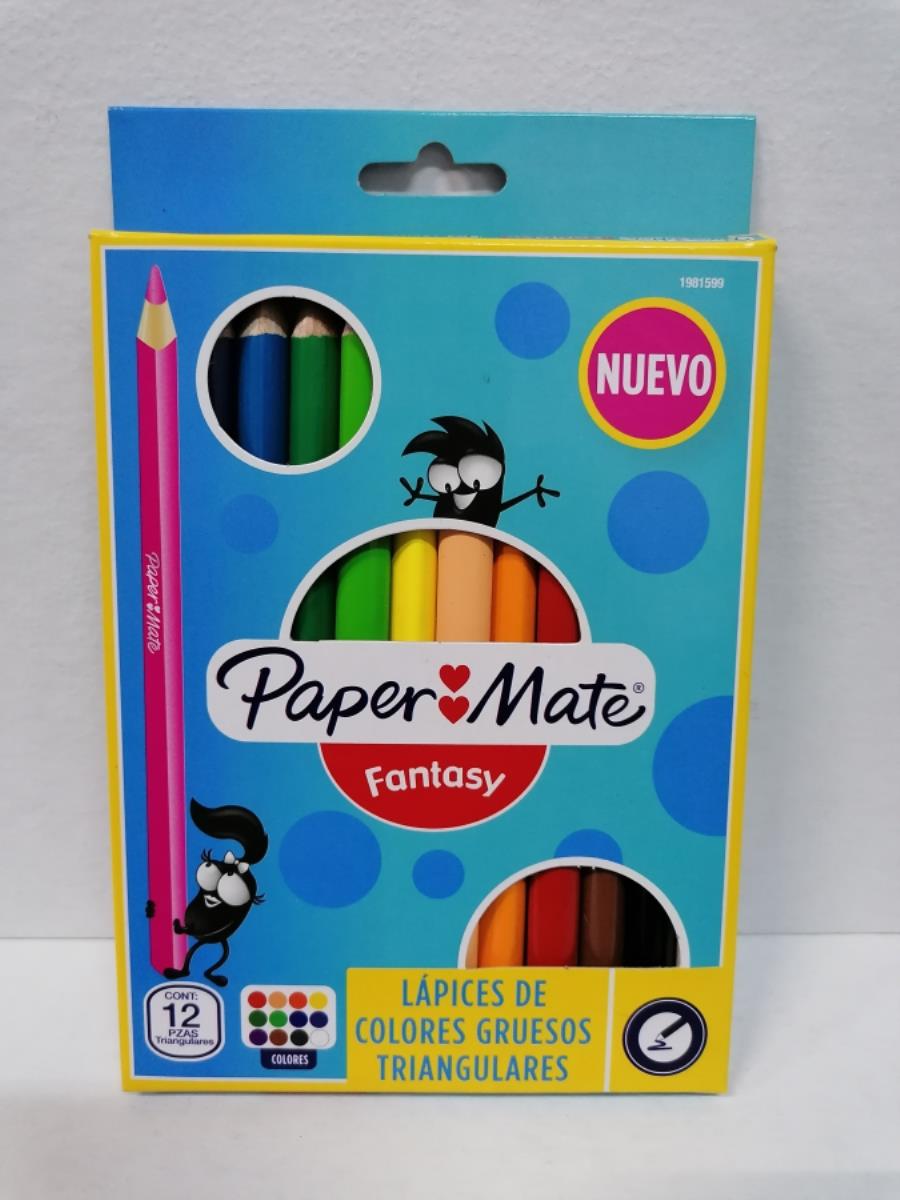 1981599
NUEVO
Paper Mate
Paper Mate®
Fantasy
CONT:
12
PZAS
Triangulares
COLORES
LÁPICES DE
COLORES GRUESOS
TRIANGULARES